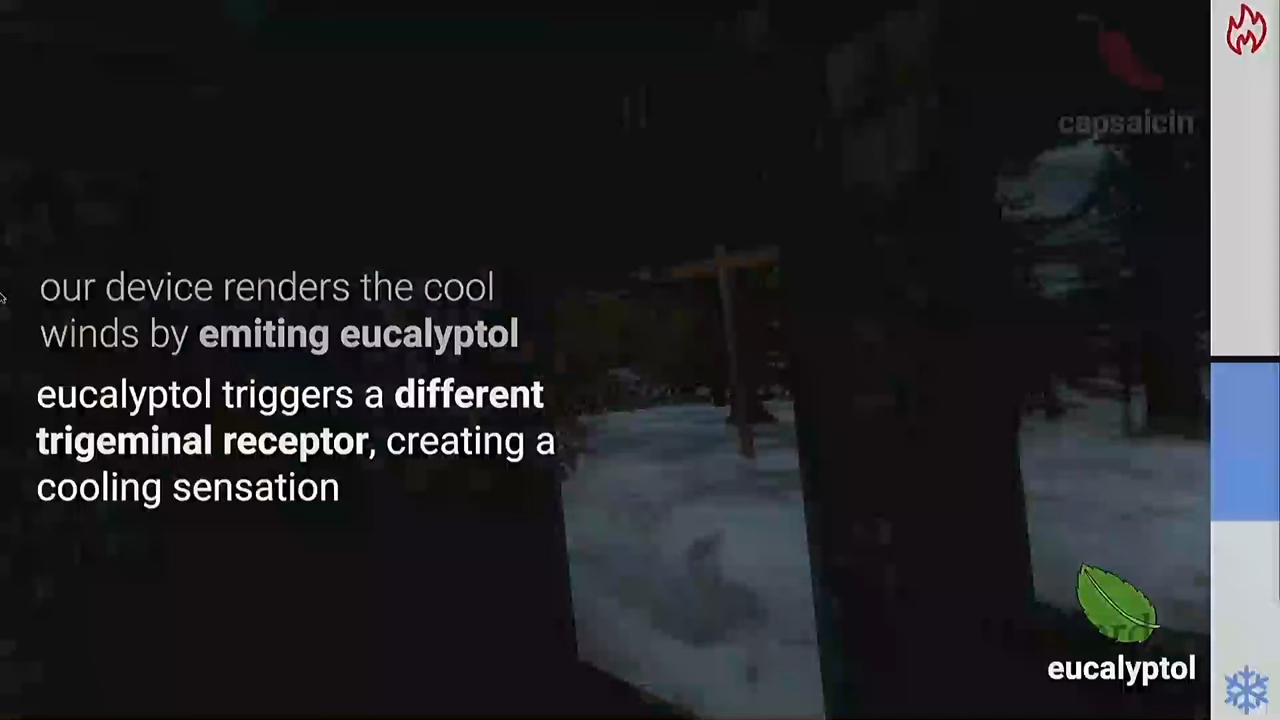 capsaicin
our device renders the cool
winds by emiting eucalyptol
eucalyptol triggers a different
trigeminal receptor, creating a
cooling sensation
eucalyptol